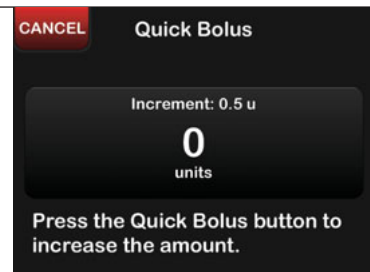 CANCEL
Quick Bolus
Increment: 0.5 u
0
units
Press the Quick Bolus button to
increase the amount.